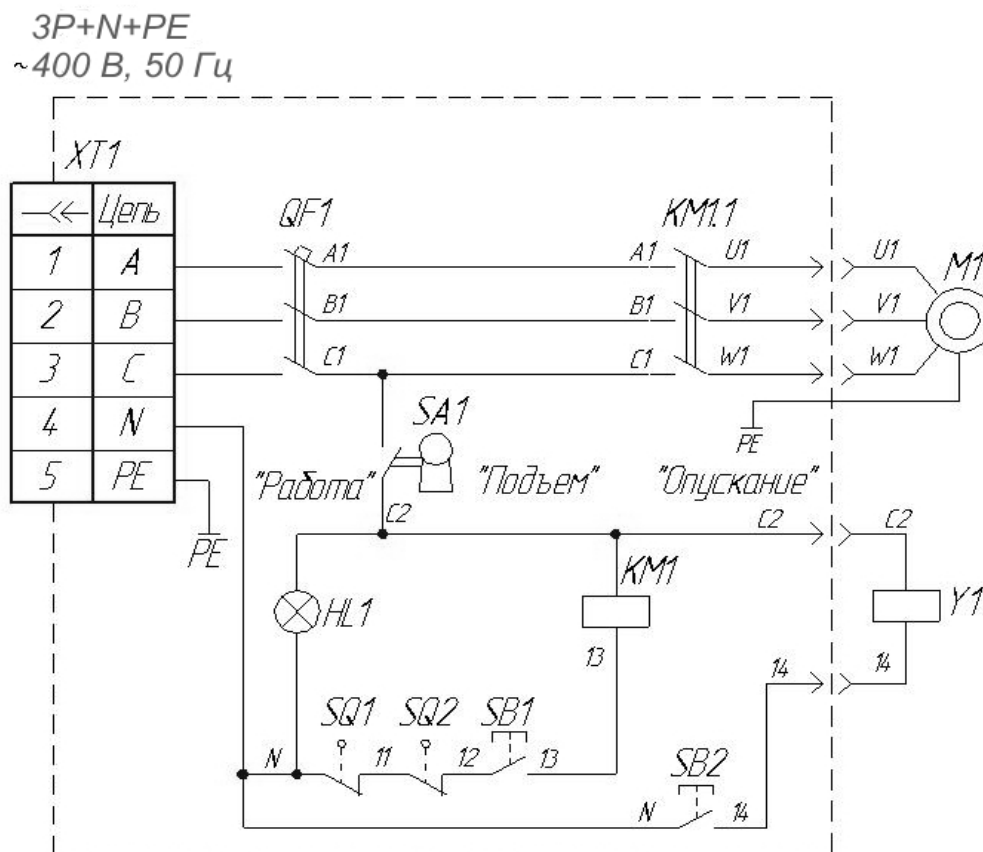 3P+N+PE
~400 В, 50 Гц
XT1
Цепь
1 A
2 B
3 C
4 N
5 PE
PE
QF1
A1
B1
C1
KM1.1
A1
B1
C1
U1
V1
W1
U1
V1
W1
M1
PE
SA1
"Работа" "Подъем" "Опускание"
C2
C2
C2
HL1
KM1
Y1
13
14
14
SQ1 SQ2 SB1
N 11 12 13
SB2
N 14